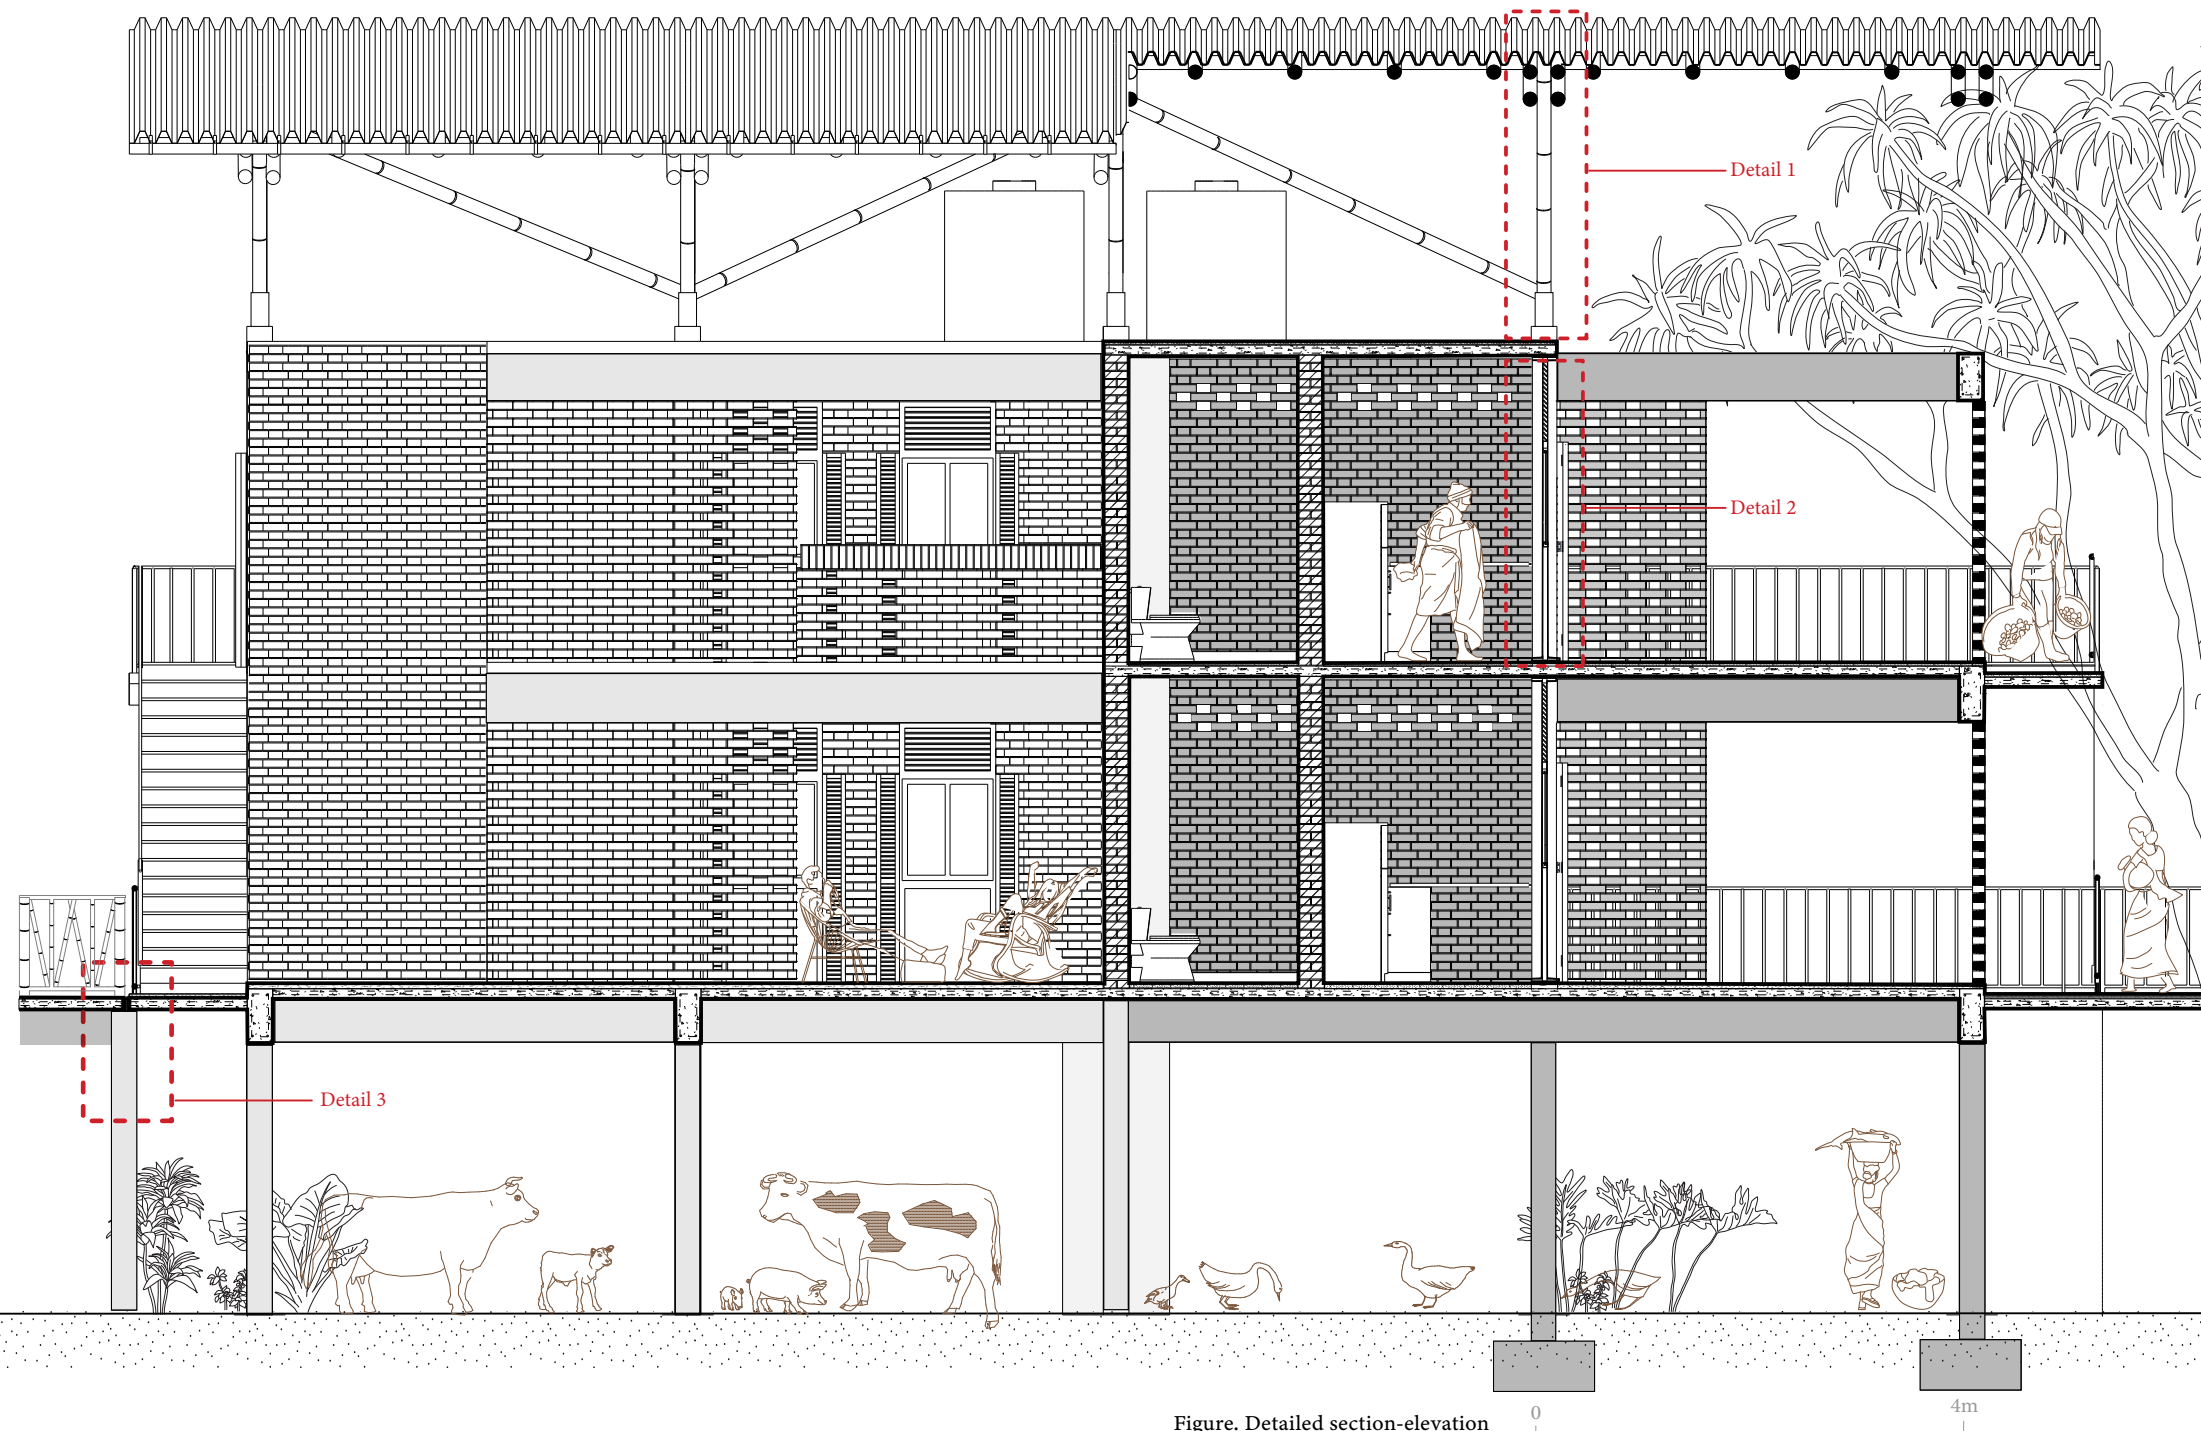 Detail 1
Detail 2
Detail 3
Figure. Detailed section-elevation
0
4m